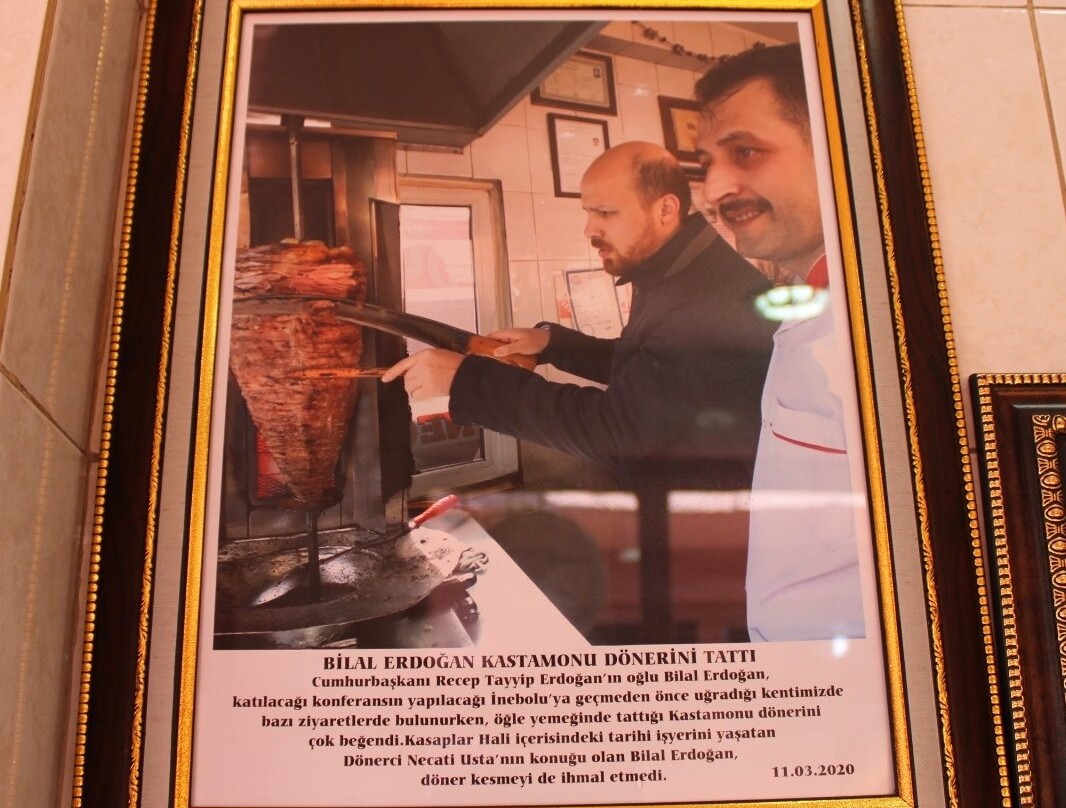 BİLAL ERDOĞAN KASTAMONU DÖNERİNİ TATTI
Cumhurbaşkanı Recep Tayyip Erdoğan'ın oğlu Bilal Erdoğan,
katılacağı konferansın yapılacağı İnebolu'ya geçmeden önce uğradığı kentimizde
bazı ziyaretlerde bulunurken, öğle yemeğinde tattığı Kastamonu dönerini
çok beğendi.Kasaplar Hali içerisindeki tarihi işyerini yaşatan
Dönerci Necati Usta'nın konuğu olan Bilal Erdoğan,
döner kesmeyi de ihmal etmedi.
11.03.2020